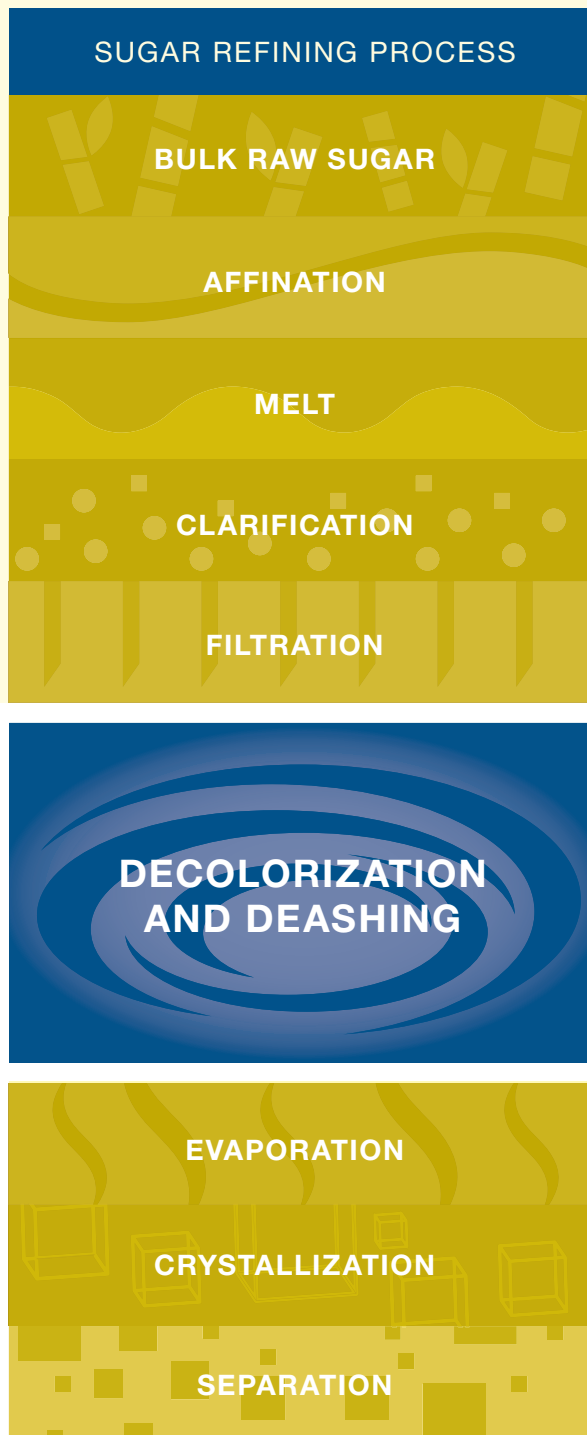 SUGAR REFINING PROCESS
BULK RAW SUGAR
AFFINATION
MELT
CLARIFICATION
FILTRATION
DECOLORIZATION
AND DEASHING
EVAPORATION
CRYSTALLIZATION
SEPARATION